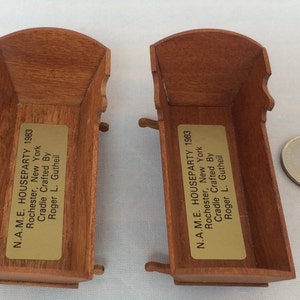 N.A.M.E. HOUSEPARTY 1983
Rochester, New York
Cradle Crafted By
Roger L. Gutheil
N.A.M.E. HOUSEPARTY 1983
Rochester, New York
Cradle Crafted By
Roger L. Gutheil